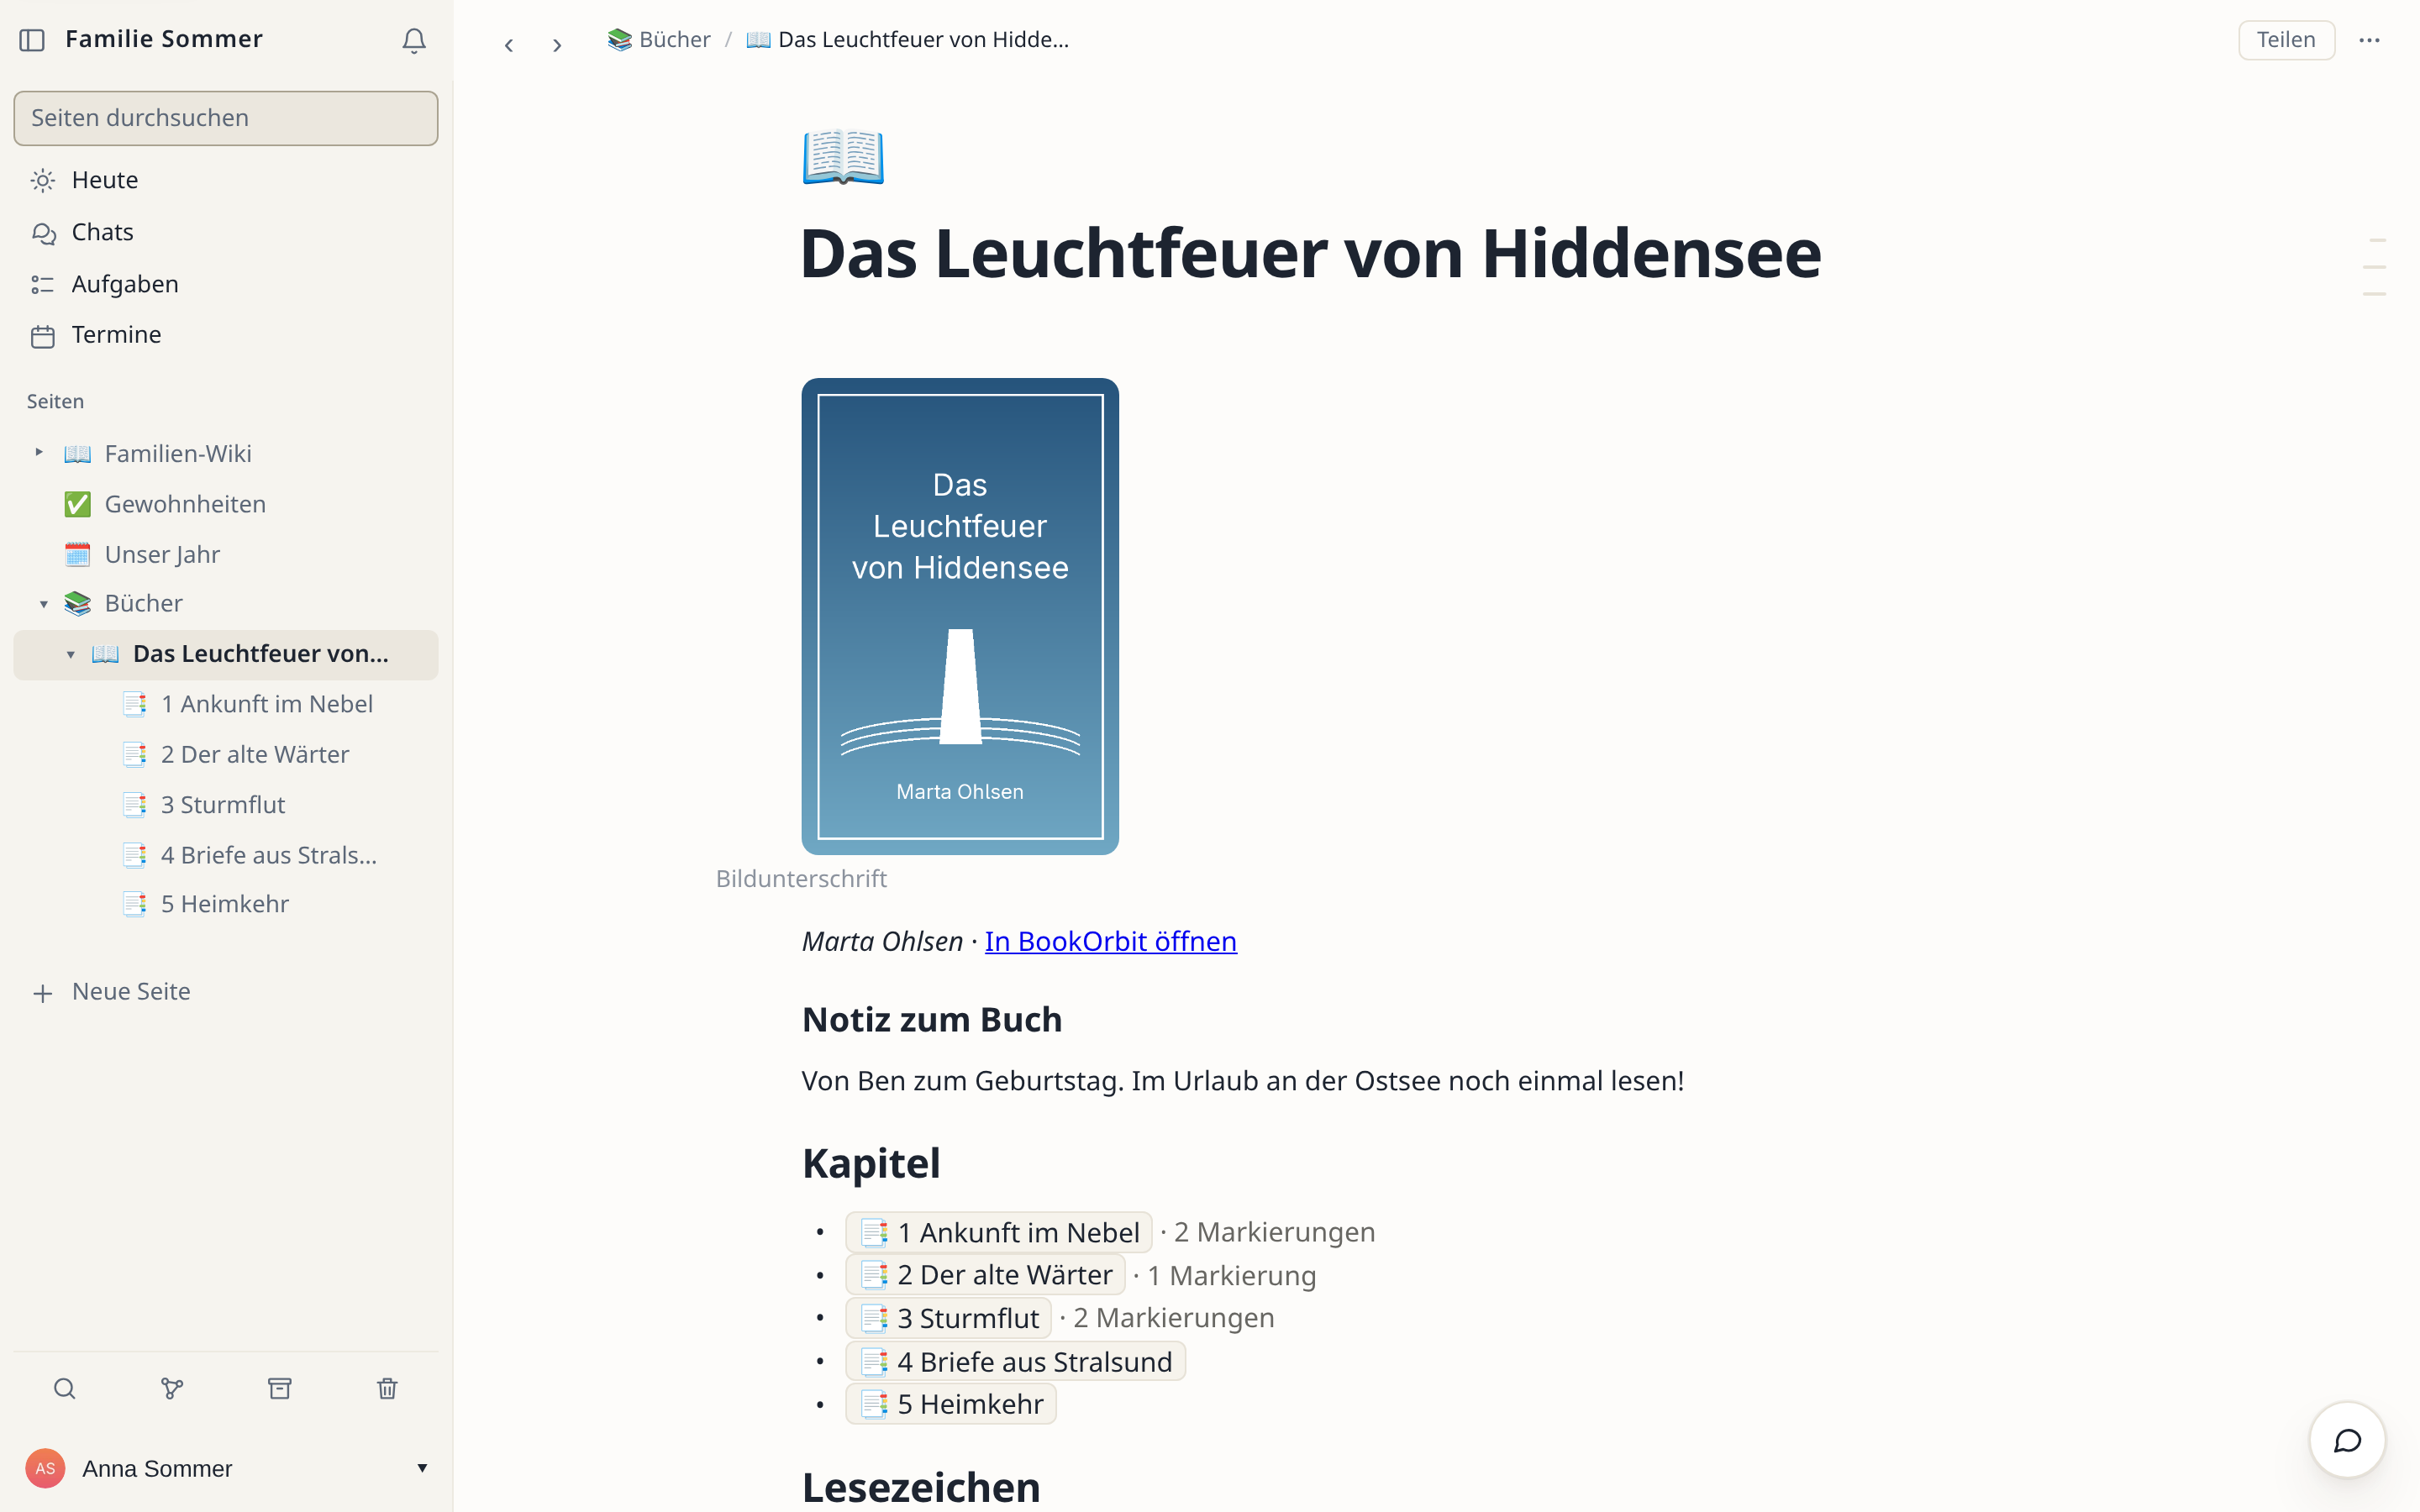 Familie Sommer
Seiten durchsuchen
Heute
Chats
Aufgaben
Termine
Seiten
Familien-Wiki
Gewohnheiten
Unser Jahr
Bücher
Das Leuchtfeuer von...
1 Ankunft im Nebel
2 Der alte Wärter
3 Sturmflut
4 Briefe aus Strals...
5 Heimkehr
Neue Seite
AS Anna Sommer
Bücher / Das Leuchtfeuer von Hidde...
Teilen
Das Leuchtfeuer von Hiddensee
Das
Leuchtfeuer
von Hiddensee
Marta Ohlsen
Bildunterschrift
Marta Ohlsen · In BookOrbit öffnen
Notiz zum Buch
Von Ben zum Geburtstag. Im Urlaub an der Ostsee noch einmal lesen!
Kapitel
• 1 Ankunft im Nebel · 2 Markierungen
• 2 Der alte Wärter · 1 Markierung
• 3 Sturmflut · 2 Markierungen
• 4 Briefe aus Stralsund
• 5 Heimkehr
Lesezeichen